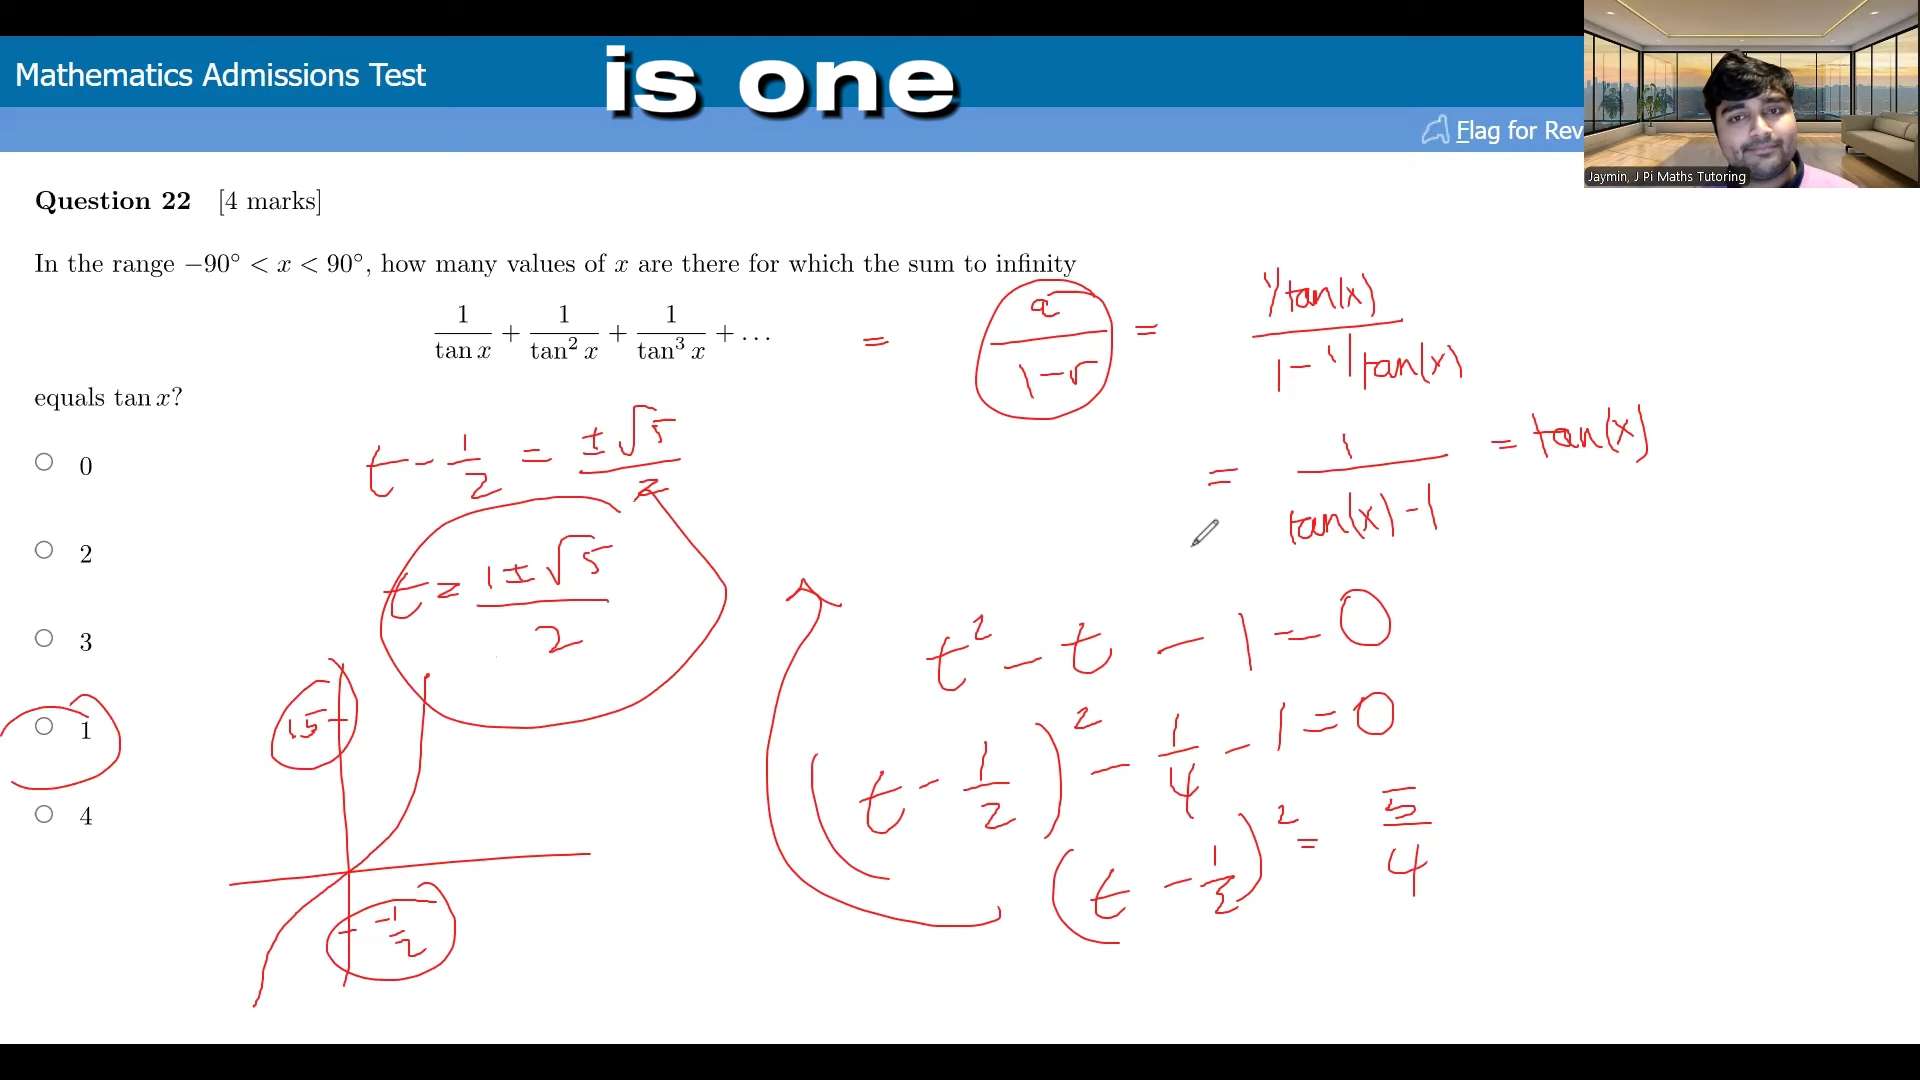 is one
Mathematics Admissions Test
Flag for Rev
Jaymin, J Pi Maths Tutoring
Question 22 [4 marks]
In the range −90° < x < 90°, how many values of x are there for which the sum to infinity
1/tan x + 1/tan² x + 1/tan³ x + ...
= a/(1-r) = (1/tan(x))/(1 - 1/tan(x))
equals tan x?
= 1/(tan(x)-1) = tan(x)
t - 1/2 = ±√5/2
t = (1±√5)/2
t² - t - 1 = 0
(t - 1/2)² - 1/4 - 1 = 0
(t - 1/2)² = 5/4
0
2
3
1
4
1.5
-1/2